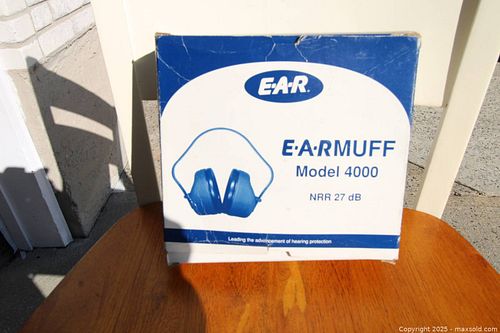 E·A·R®
E·A·RMUFF
Model 4000
NRR 27 dB
Leading the advancement of hearing protection
Copyright © 2025 - maxsold.com